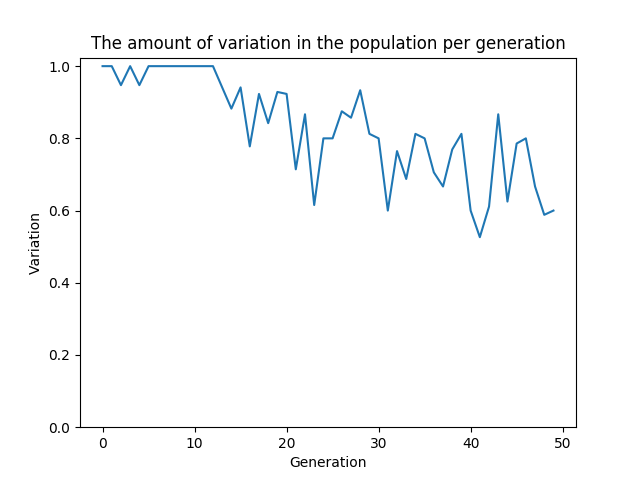 The amount of variation in the population per generation
1.0
0.8
0.6
0.4
0.2
0.0
Variation
0 10 20 30 40 50
Generation